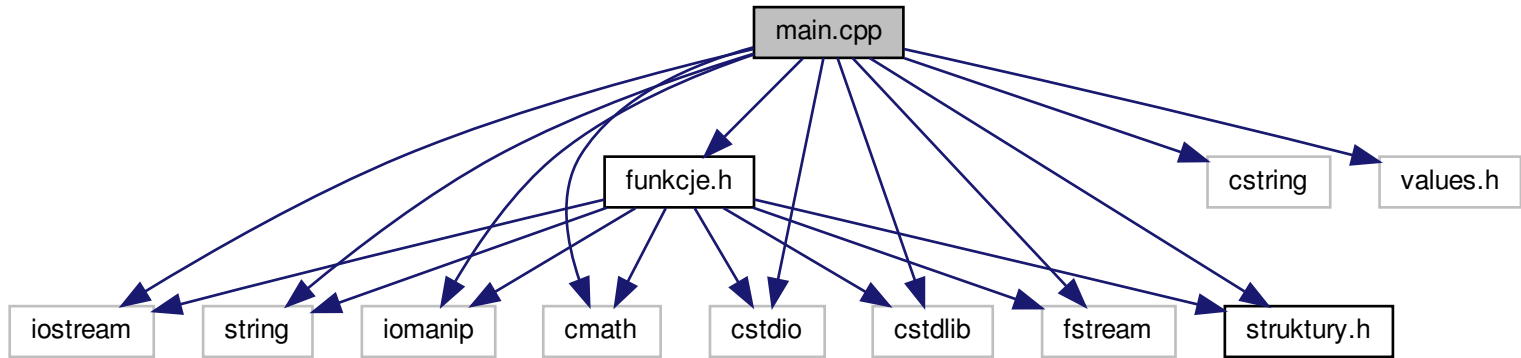 main.cpp
funkcje.h
cstring
values.h
iostream
string
iomanip
cmath
cstdio
cstdlib
fstream
struktury.h